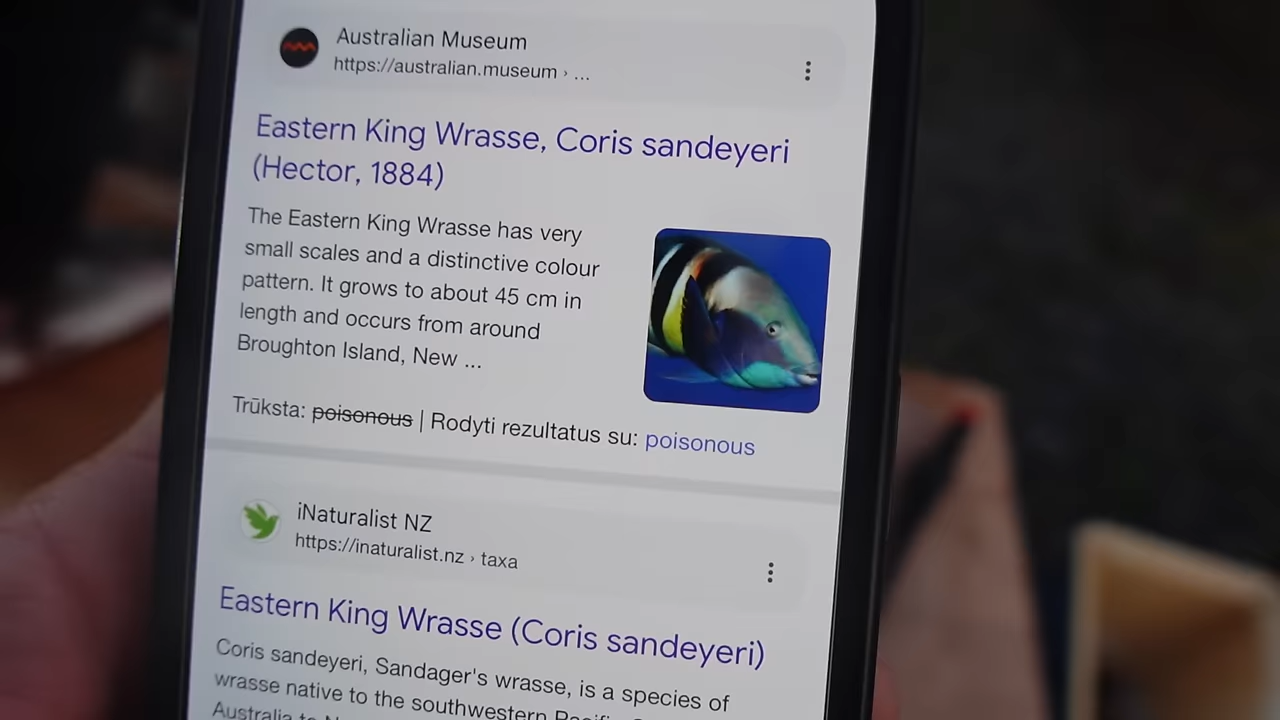 Australian Museum
https://australian.museum › ...
Eastern King Wrasse, Coris sandeyeri
(Hector, 1884)
The Eastern King Wrasse has very
small scales and a distinctive colour
pattern. It grows to about 45 cm in
length and occurs from around
Broughton Island, New ...
Trūksta: poisonous | Rodyti rezultatus su: poisonous
iNaturalist NZ
https://inaturalist.nz › taxa
Eastern King Wrasse (Coris sandeyeri)
Coris sandeyeri, Sandager's wrasse, is a species of
wrasse native to the southwestern Pacific
Australia to